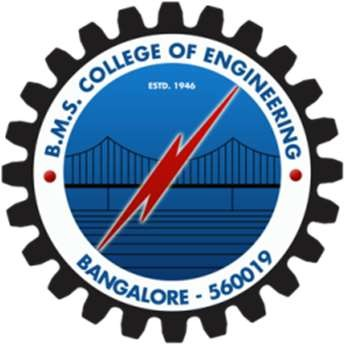 B.M.S. COLLEGE OF ENGINEERING
ESTD. 1946
BANGALORE - 560019